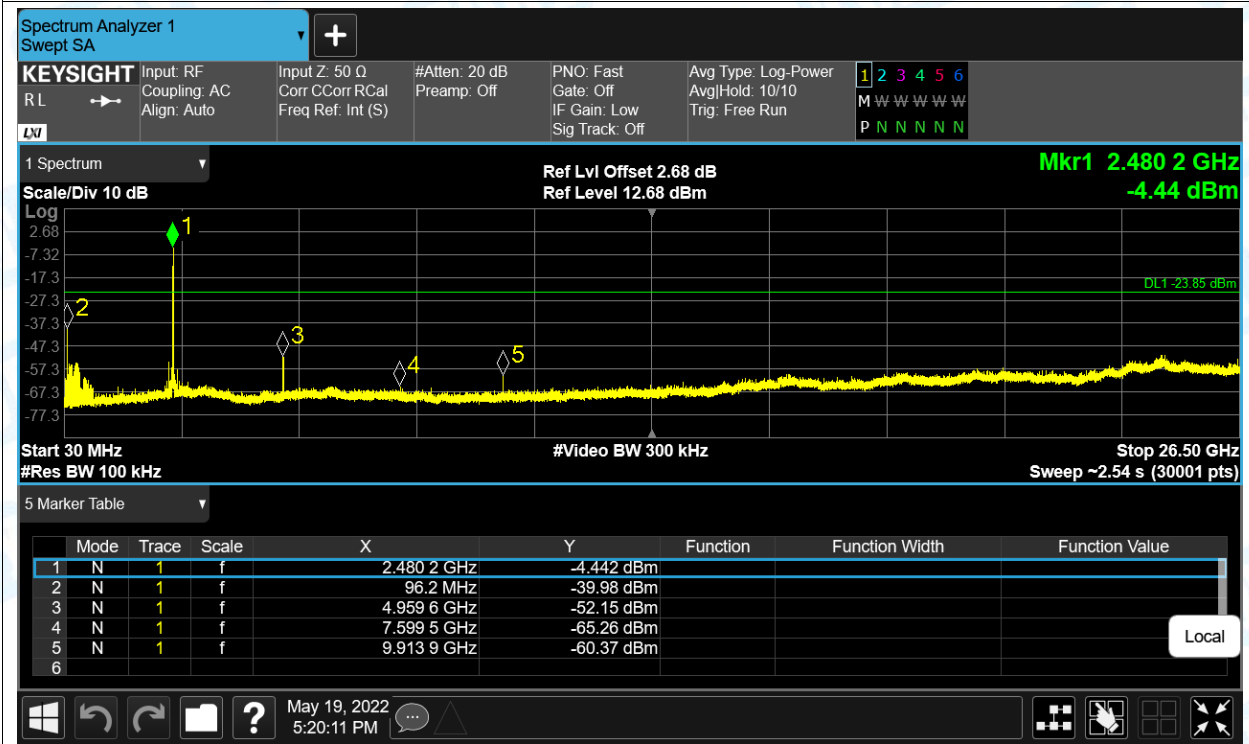 Spectrum Analyzer 1
Swept SA
KEYSIGHT Input: RF Input Z: 50 Ω #Atten: 20 dB PNO: Fast Avg Type: Log-Power 1 2 3 4 5 6
R L Coupling: AC Corr CCorr RCal Preamp: Off Gate: Off Avg|Hold: 10/10 M W W W W W
Align: Auto Freq Ref: Int (S) IF Gain: Low Trig: Free Run
LXI Sig Track: Off P N N N N N
1 Spectrum Ref Lvl Offset 2.68 dB Mkr1 2.480 2 GHz
Scale/Div 10 dB Ref Level 12.68 dBm -4.44 dBm
Log
2.68
-7.32
-17.3
-27.3
-37.3
-47.3
-57.3
-67.3
-77.3
1
DL1 -23.85 dBm
2
3
4
5
Start 30 MHz #Video BW 300 kHz Stop 26.50 GHz
#Res BW 100 kHz Sweep ~2.54 s (30001 pts)
5 Marker Table
Mode Trace Scale X Y Function Function Width Function Value
1 N 1 f 2.480 2 GHz -4.442 dBm
2 N 1 f 96.2 MHz -39.98 dBm
3 N 1 f 4.959 6 GHz -52.15 dBm
4 N 1 f 7.599 5 GHz -65.26 dBm
5 N 1 f 9.913 9 GHz -60.37 dBm
6
Local
? May 19, 2022
5:20:11 PM